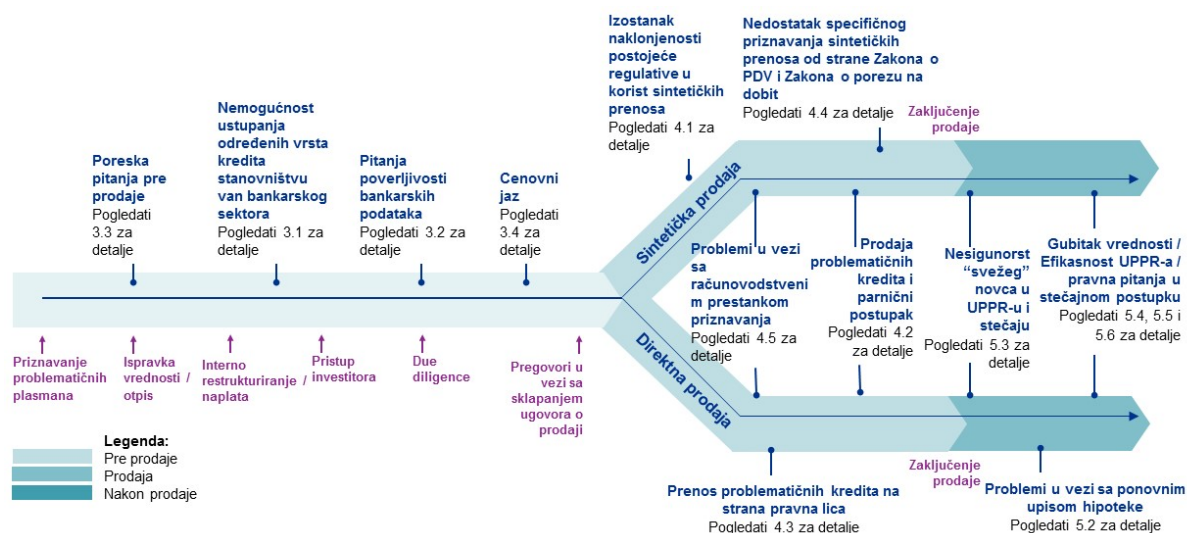 Izostanak
naklonjenosti
postojeće
regulative u
korist sintetičkih
prenosa
Pogledati 4.1 za
detalje
Nedostatak specifičnog
priznavanja sintetičkih
prenosa od strane Zakona o
PDV i Zakona o porezu na
dobit
Pogledati 4.4 za detalje
Zaključenje
prodaje
Poreska
pitanja pre
prodaje
Pogledati
3.3 za
detalje
Nemogućnost
ustupanja
određenih vrsta
kredita
stanovništvu
van bankarskog
sektora
Pogledati 3.1 za
detalje
Pitanja
poverljivosti
bankarskih
podataka
Pogledati 3.2 za
detalje
Cenovni
jaz
Pogledati
3.4 za
detalje
Sintetička prodaja
Problemi u vezi
sa
računovodstveni
m prestankom
priznavanja
Pogledati 4.5 za
detalje
Prodaja
problematičnih
kredita i
parnični
postupak
Pogledati 4.2
za detalje
Nesigunorst
“svežeg”
novca u
UPPR-u i
stečaju
Pogledati 5.3 za
detalje
Gubitak vrednosti /
Efikasnost UPPR-a /
pravna pitanja u
stečajnom postupku
Pogledati 5.4, 5.5 i
5.6 za detalje
Direktna prodaja
Priznavanje
problematičnih
plasmana
Ispravka
vrednosti /
otpis
Interno
restrukturiranje /
naplata
Pristup
investitora
Due
diligence
Pregovori u
vezi sa
sklapanjem
ugovora o
prodaji
Legenda:
Pre prodaje
Prodaja
Nakon prodaje
Prenos problematičnih kredita na
strana pravna lica
Pogledati 4.3 za detalje
Zaključenje
prodaje
Problemi u vezi sa ponovnim
upisom hipoteke
Pogledati 5.2 za detalje